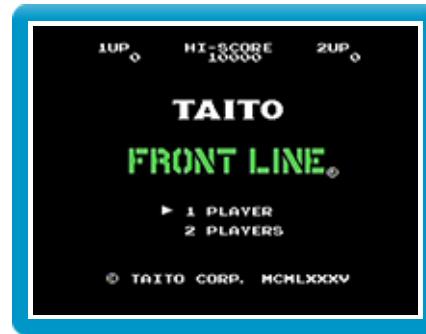 1UP HI-SCORE 2UP
0 10000 0
TAITO
FRONT LINE®
▶ 1 PLAYER
2 PLAYERS
© TAITO CORP. MCMLXXXV